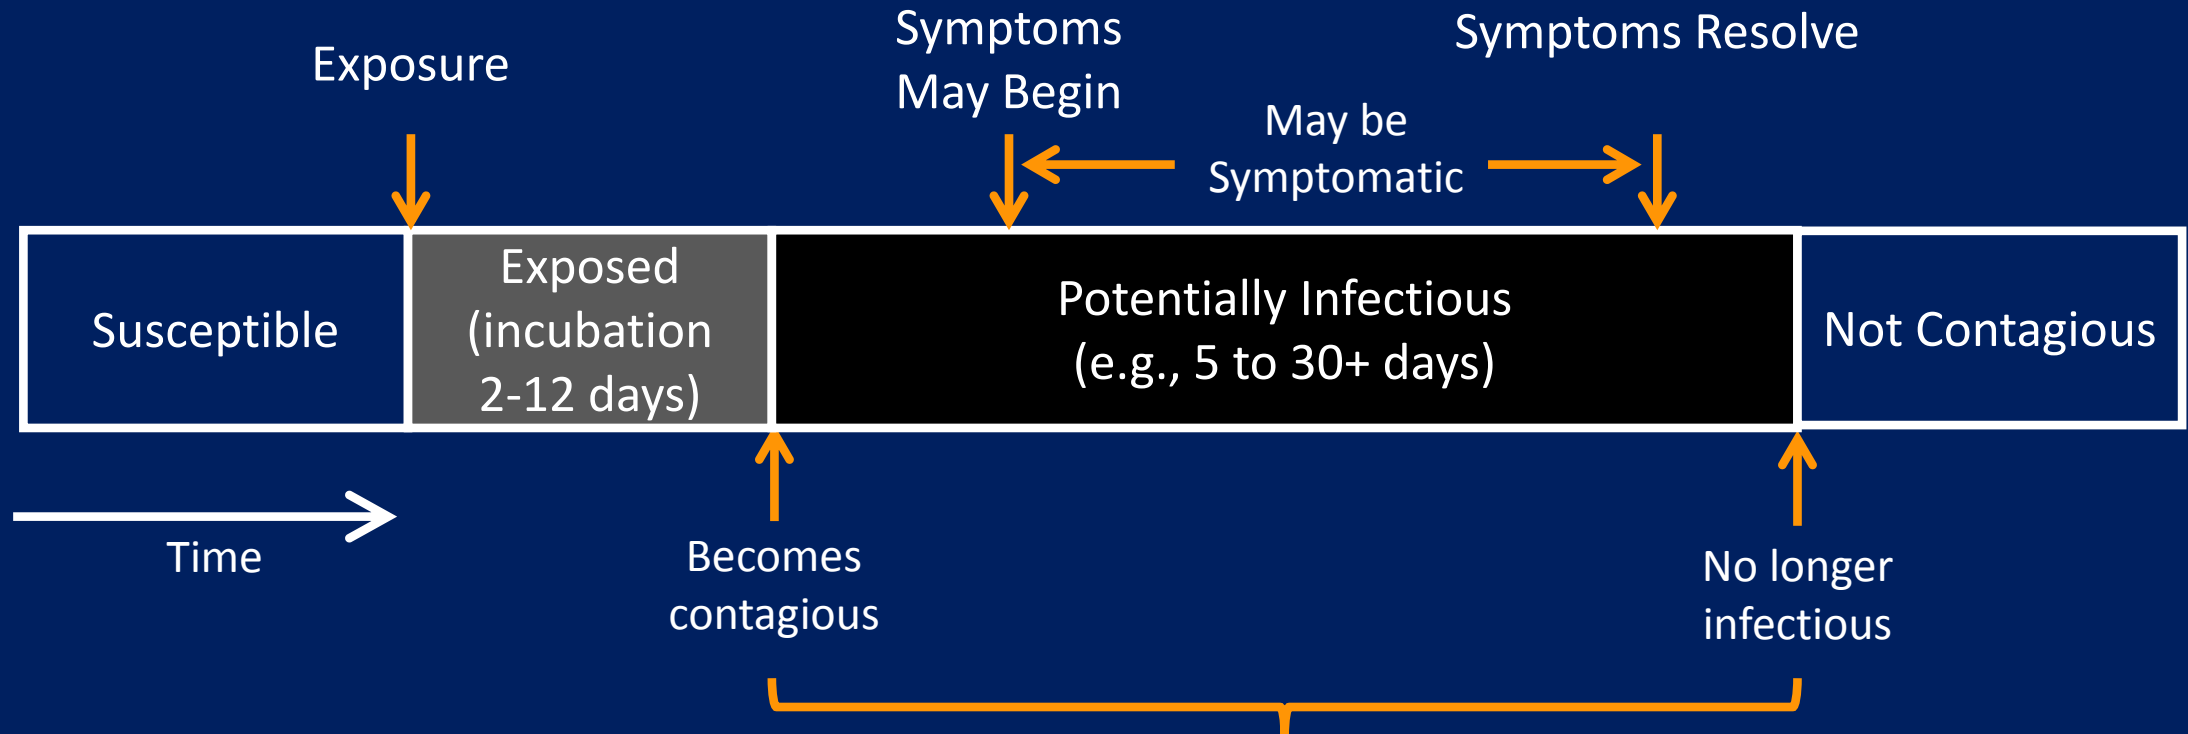 Exposure
Symptoms
May Begin
Symptoms Resolve
May be
Symptomatic
Susceptible
Exposed
(incubation
2-12 days)
Potentially Infectious
(e.g., 5 to 30+ days)
Not Contagious
Time
Becomes
contagious
No longer
infectious